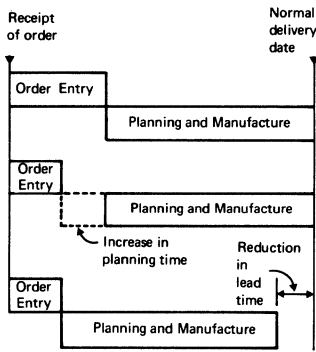 Receipt
of order
Normal
delivery
date
Order Entry
Planning and Manufacture
Order
Entry
Planning and Manufacture
Increase in
planning time
Reduction
in
lead
time
Order
Entry
Planning and Manufacture